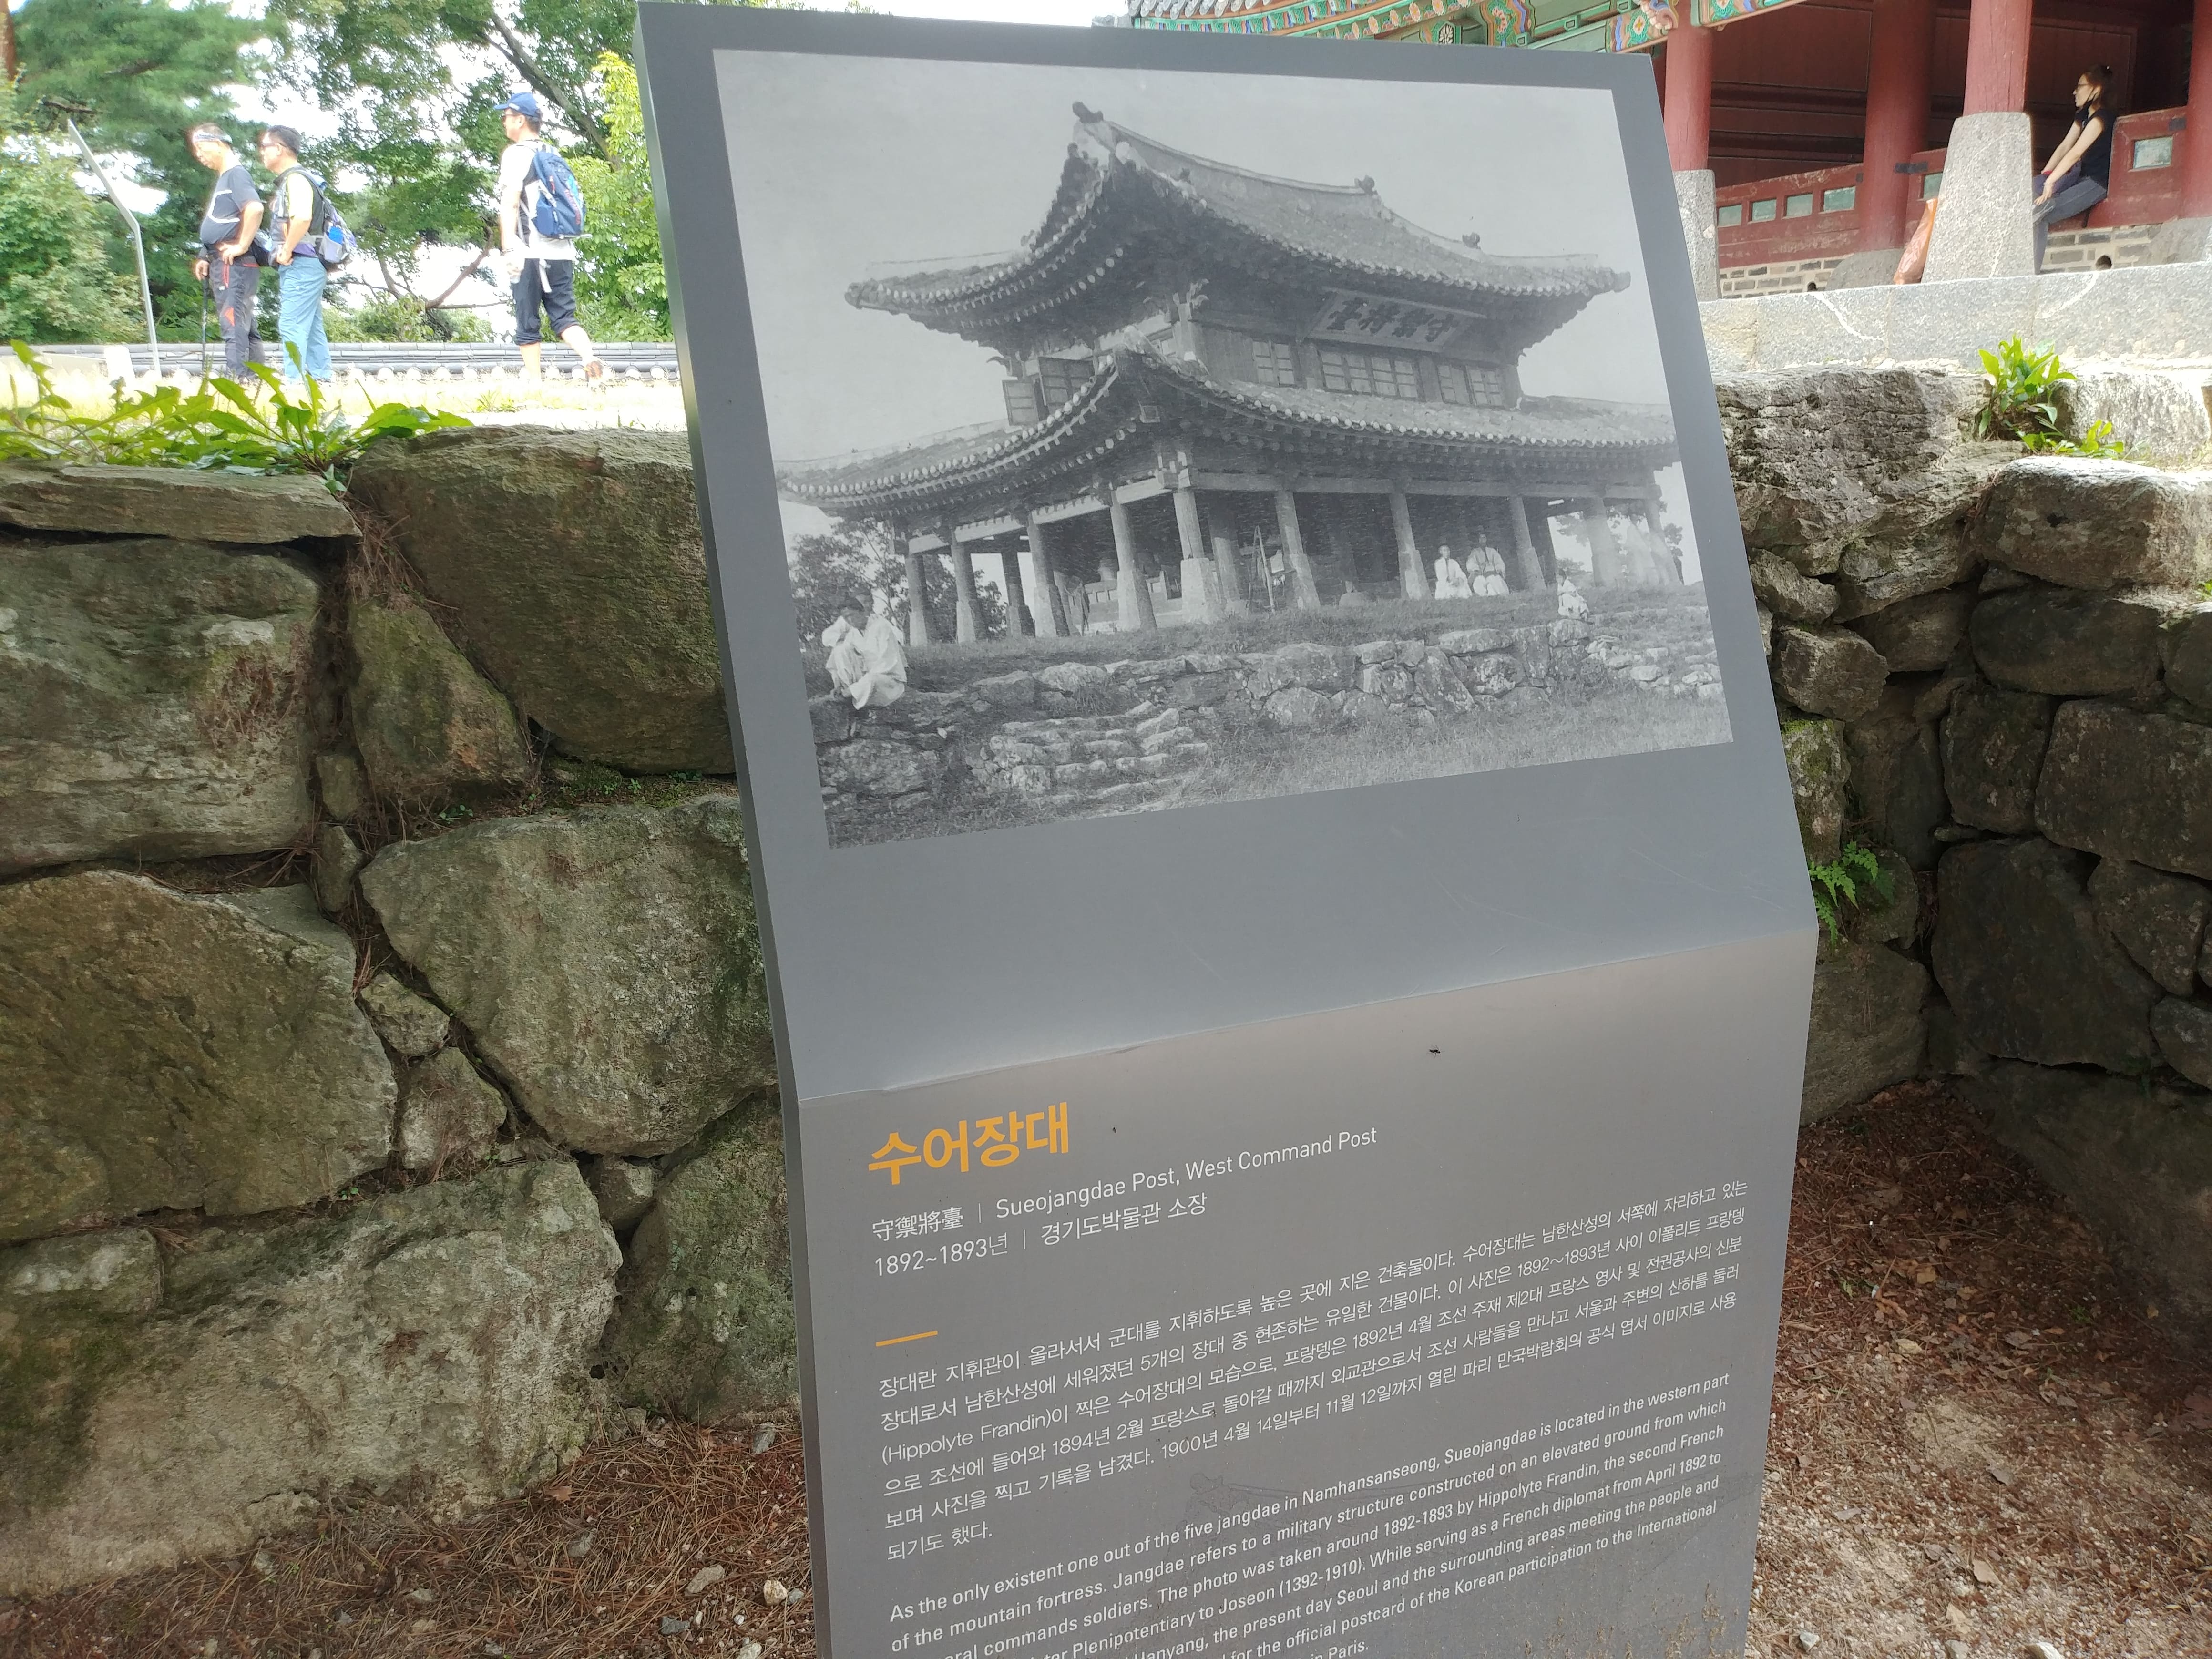 守禦將臺
수어장대
守禦將臺 | Sueojangdae Post, West Command Post
1892~1893년 | 경기도박물관 소장
장대란 지휘관이 올라서서 군대를 지휘하도록 높은 곳에 지은 건축물이다. 수어장대는 남한산성의 서쪽에 자리하고 있는
장대로서 남한산성에 세워졌던 5개의 장대 중 현존하는 유일한 건물이다. 이 사진은 1892~1893년 사이 이폴리트 프랑뎅
(Hippolyte Frandin)이 찍은 수어장대의 모습으로, 프랑뎅은 1892년 4월 조선 주재 제2대 프랑스 영사 및 전권공사의 신분
으로 조선에 들어와 1894년 2월 프랑스로 돌아갈 때까지 외교관으로서 조선 사람들을 만나고 서울과 주변의 산하를 둘러
보며 사진을 찍고 기록을 남겼다. 1900년 4월 14일부터 11월 12일까지 열린 파리 만국박람회의 공식 엽서 이미지로 사용
되기도 했다.
As the only existent one out of the five jangdae in Namhansanseong, Sueojangdae is located in the western part
of the mountain fortress. Jangdae refers to a military structure constructed on an elevated ground from which
commands soldiers. The photo was taken around 1892-1893 by Hippolyte Frandin, the second French
Plenipotentiary to Joseon (1392-1910). While serving as a French diplomat from April 1892 to
Hanyang, the present day Seoul and the surrounding areas meeting the people and
for the official postcard of the Korean participation to the International
in Paris.